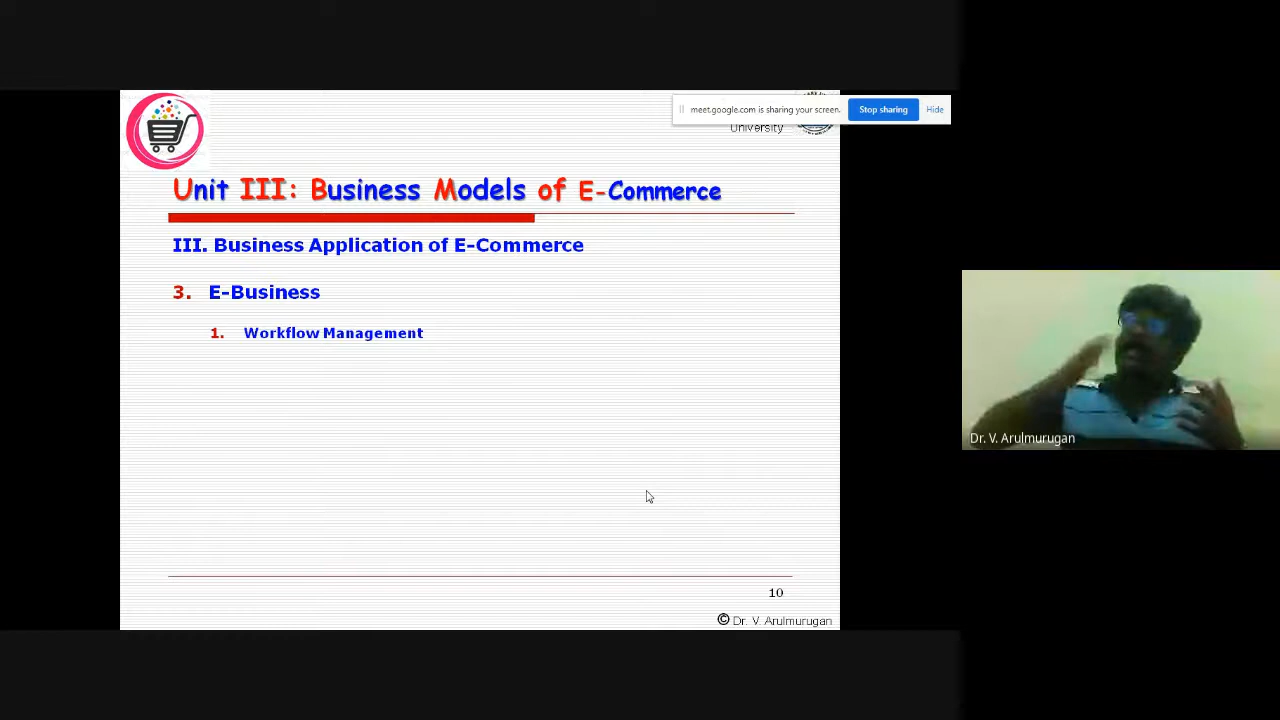 meet.google.com is sharing your screen.
Stop sharing
Hide
University
Unit III: Business Models of E-Commerce
III. Business Application of E-Commerce
3. E-Business
1. Workflow Management
Dr. V. Arulmurugan
10
© Dr. V. Arulmurugan